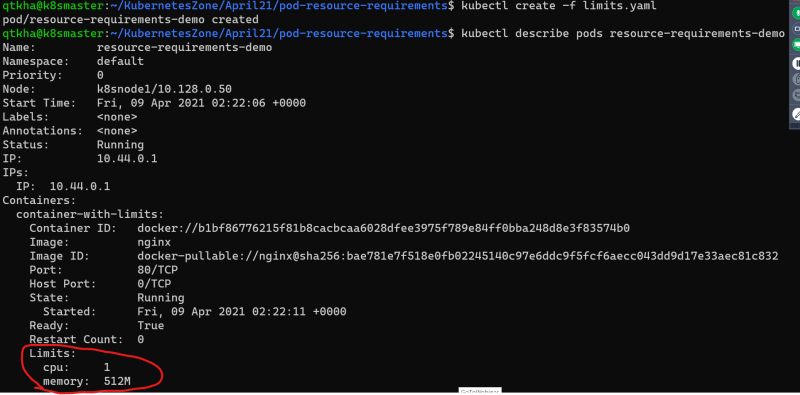 qtkha@k8smaster:~/KubernetesZone/April21/pod-resource-requirements$ kubectl create -f limits.yaml
pod/resource-requirements-demo created
qtkha@k8smaster:~/KubernetesZone/April21/pod-resource-requirements$ kubectl describe pods resource-requirements-demo
Name: resource-requirements-demo
Namespace: default
Priority: 0
Node: k8snode1/10.128.0.50
Start Time: Fri, 09 Apr 2021 02:22:06 +0000
Labels: <none>
Annotations: <none>
Status: Running
IP: 10.44.0.1
IPs:
IP: 10.44.0.1
Containers:
container-with-limits:
Container ID: docker://b1bf86776215f81b8cacbcaa6028dfee3975f789e84ff0bba248d8e3f83574b0
Image: nginx
Image ID: docker-pullable://nginx@sha256:bae781e7f518e0fb02245140c97e6ddc9f5fcf6aecc043dd9d17e33aec81c832
Port: 80/TCP
Host Port: 0/TCP
State: Running
Started: Fri, 09 Apr 2021 02:22:11 +0000
Ready: True
Restart Count: 0
Limits:
cpu: 1
memory: 512M
GoToWebinar